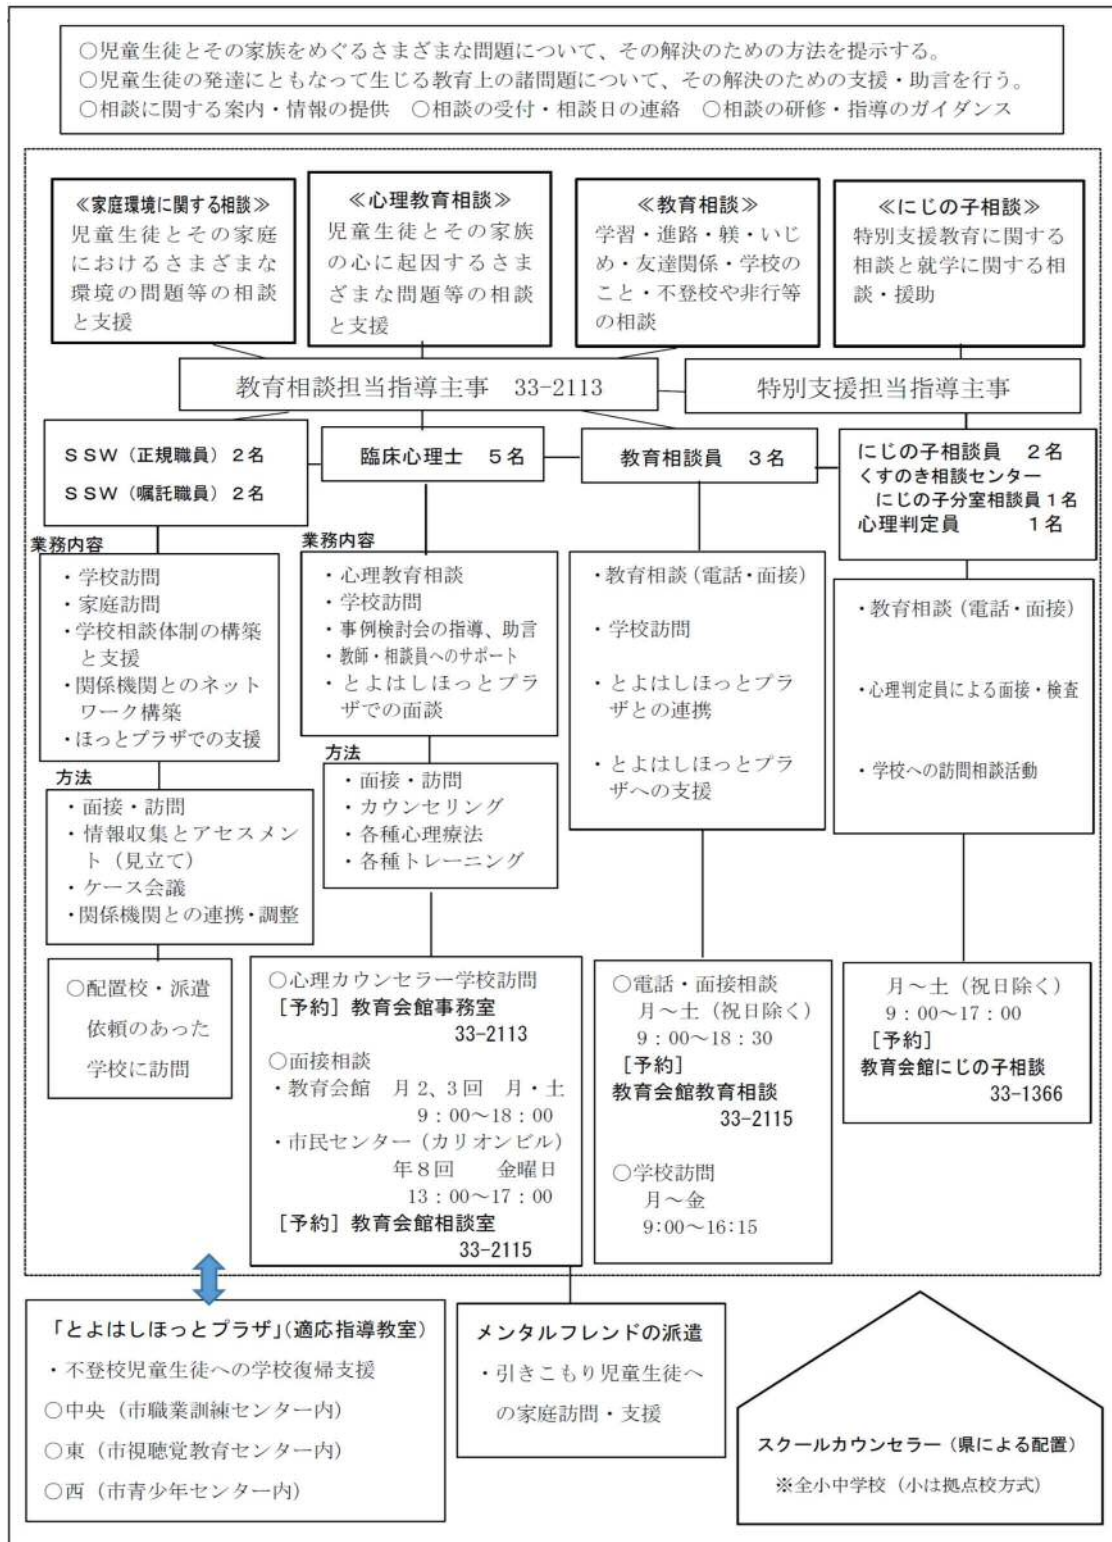 ○児童生徒とその家族をめぐるさまざまな問題について、その解決のための方法を提示する。
○児童生徒の発達にともなって生じる教育上の諸問題について、その解決のための支援・助言を行う。
○相談に関する案内・情報の提供　○相談の受付・相談日の連絡　○相談の研修・指導のガイダンス
≪家庭環境に関する相談≫
児童生徒とその家庭
におけるさまざまな
環境の問題等の相談
と支援
≪心理教育相談≫
児童生徒とその家族
の心に起因するさま
ざまな問題等の相談
と支援
≪教育相談≫
学習・進路・躾・いじ
め・友達関係・学校の
こと・不登校や非行等
の相談
≪にじの子相談≫
特別支援教育に関する
相談と就学に関する相
談・援助
教育相談担当指導主事　33-2113
特別支援担当指導主事
ＳＳＷ（正規職員）２名
ＳＳＷ（嘱託職員）２名
臨床心理士　５名
教育相談員　３名
にじの子相談員　２名
くすのき相談センター
にじの子分室相談員１名
心理判定員　　　１名
業務内容
・学校訪問
・家庭訪問
・学校相談体制の構築
と支援
・関係機関とのネット
ワーク構築
・ほっとプラザでの支援
方法
・面接・訪問
・情報収集とアセスメン
ト（見立て）
・ケース会議
・関係機関との連携・調整
○配置校・派遣
依頼のあった
学校に訪問
業務内容
・心理教育相談
・学校訪問
・事例検討会の指導、助言
・教師・相談員へのサポート
・とよはしほっとプラ
ザでの面談
方法
・面接・訪問
・カウンセリング
・各種心理療法
・各種トレーニング
○心理カウンセラー学校訪問
［予約］教育会館事務室
33-2113
○面接相談
・教育会館　月２、３回　月・土
9：00～18：00
・市民センター（カリオンビル）
年８回　　金曜日
13：00～17：00
［予約］教育会館相談室
33-2115
・教育相談（電話・面接）
・学校訪問
・とよはしほっとプラ
ザとの連携
・とよはしほっとプラ
ザへの支援
○電話・面接相談
月～土（祝日除く）
9：00～18：30
［予約］
教育会館教育相談
33-2115
○学校訪問
月～金
9:00～16:15
・教育相談（電話・面接）
・心理判定員による面接・検査
・学校への訪問相談活動
月～土（祝日除く）
9：00～17：00
［予約］
教育会館にじの子相談
33-1366
「とよはしほっとプラザ」（適応指導教室）
・不登校児童生徒への学校復帰支援
○中央（市職業訓練センター内）
○東（市視聴覚教育センター内）
○西（市青少年センター内）
メンタルフレンドの派遣
・引きこもり児童生徒へ
の家庭訪問・支援
スクールカウンセラー（県による配置）
※全小中学校（小は拠点校方式）